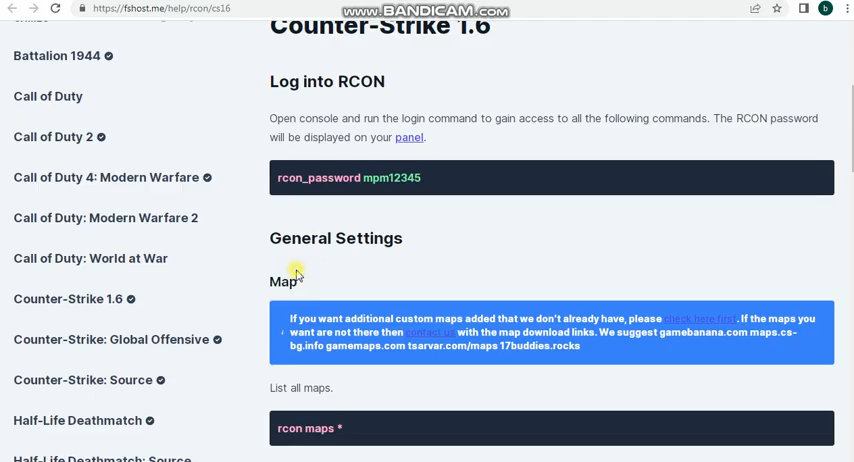 https://fshost.me/help/rcon/cs16
www.BANDICAM.com
b
Battalion 1944
Call of Duty
Call of Duty 2
Call of Duty 4: Modern Warfare
Call of Duty: Modern Warfare 2
Call of Duty: World at War
Counter-Strike 1.6
Counter-Strike: Global Offensive
Counter-Strike: Source
Half-Life Deathmatch
Half-Life Deathmatch: Source
Counter-Strike 1.6
Log into RCON
Open console and run the login command to gain access to all the following commands. The RCON password
will be displayed on your panel.
rcon_password mpm12345
General Settings
Map
If you want additional custom maps added that we don't already have, please check here first. If the maps you
want are not there then contact us with the map download links. We suggest gamebanana.com maps.cs-
bg.info gamemaps.com tsarvar.com/maps 17buddies.rocks
List all maps.
rcon maps *